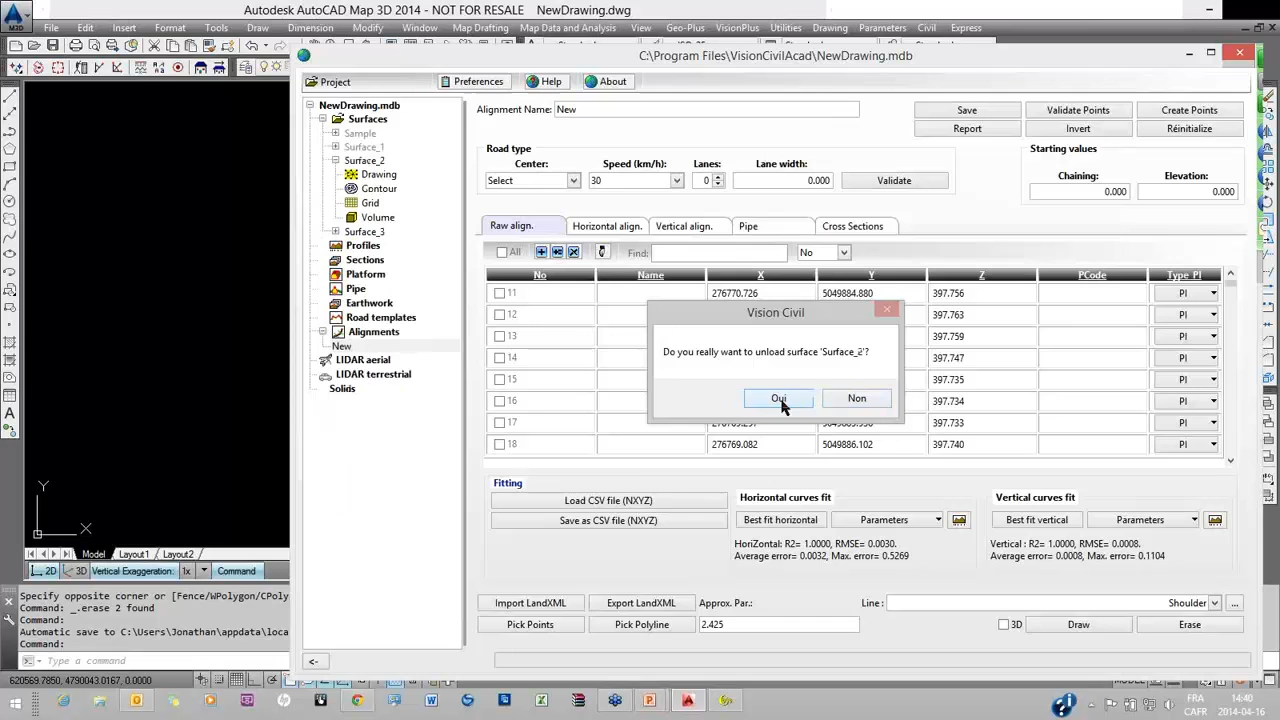 Autodesk AutoCAD Map 3D 2014 - NOT FOR RESALE NewDrawing.dwg
File Edit View Insert Format Tools Draw Dimension Modify Window Map Drafting Map Data and Analysis View Geo-Plus VisionPlus Utilities Drawing Parameters Civil Express
C:\Program Files\VisionCivilAcad\NewDrawing.mdb
Project Preferences Help About
NewDrawing.mdb
Surfaces
Sample
Surface_1
Surface_2
Drawing
Contour
Grid
Volume
Surface_3
Profiles
Sections
Platform
Pipe
Earthwork
Road templates
Alignments
New
LIDAR aerial
LIDAR terrestrial
Solids
<-
Alignment Name: New
Save Validate Points Create Points
Report Invert Réinitialize
Road type
Center: Speed (km/h): Lanes: Lane width:
Select 30 0 0.000 Validate
Starting values
Chaining: Elevation:
0.000 0.000
Raw align. Horizontal align. Vertical align. Pipe Cross Sections
All Find: No
No Name X Y Z PCode Type_PI
11 276770.726 5049884.880 397.756 PI
12 397.763 PI
13 397.759 PI
14 397.747 PI
15 397.735 PI
16 397.734 PI
17 397.733 PI
18 276769.082 5049886.102 397.740 PI
Vision Civil
Do you really want to unload surface 'Surface_2'?
Oui Non
Fitting
Load CSV file (NXYZ)
Save as CSV file (NXYZ)
Horizontal curves fit
Best fit horizontal Parameters
HoriZontal: R2= 1.0000, RMSE= 0.0030.
Average error= 0.0032, Max. error= 0.5269
Vertical curves fit
Best fit vertical Parameters
Vertical : R2= 1.0000, RMSE= 0.0008.
Average error= 0.0008, Max. error= 0.1104
Import LandXML Export LandXML Approx. Par.: Line : Shoulder ...
Pick Points Pick Polyline 2.425 3D Draw Erase
Y
X
Model Layout1 Layout2
2D 3D Vertical Exaggeration: 1x Command
Specify opposite corner or [Fence/WPolygon/CPoly
Command: _.erase 2 found
Command:
Automatic save to C:\Users\Jonathan\appdata\loca
Command:
Type a command
620569.7850, 4790043.0167, 0.0000
FRA
CAFR
14:40
2014-04-16